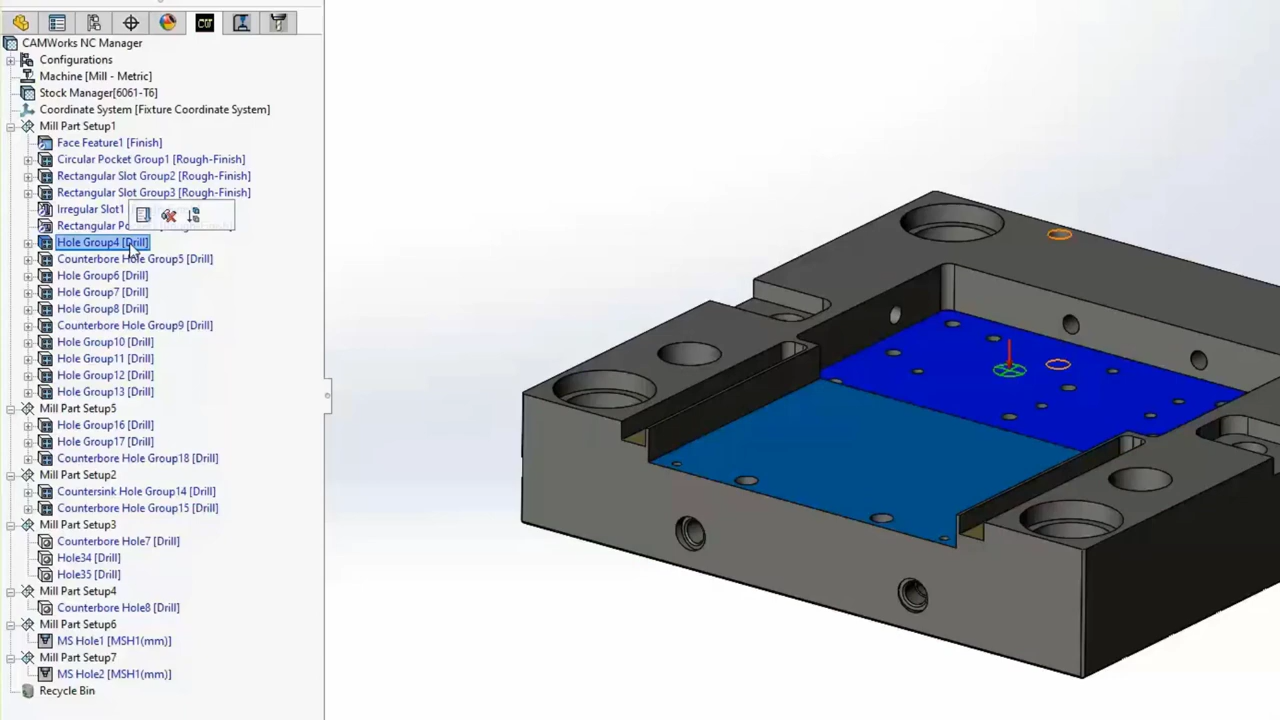 CAMWorks NC Manager
Configurations
Machine [Mill - Metric]
Stock Manager[6061-T6]
Coordinate System [Fixture Coordinate System]
Mill Part Setup1
Face Feature1 [Finish]
Circular Pocket Group1 [Rough-Finish]
Rectangular Slot Group2 [Rough-Finish]
Rectangular Slot Group3 [Rough-Finish]
Irregular Slot1
Rectangular
Hole Group4 [Drill]
Counterbore Hole Group5 [Drill]
Hole Group6 [Drill]
Hole Group7 [Drill]
Hole Group8 [Drill]
Counterbore Hole Group9 [Drill]
Hole Group10 [Drill]
Hole Group11 [Drill]
Hole Group12 [Drill]
Hole Group13 [Drill]
Mill Part Setup5
Hole Group16 [Drill]
Hole Group17 [Drill]
Counterbore Hole Group18 [Drill]
Mill Part Setup2
Countersink Hole Group14 [Drill]
Counterbore Hole Group15 [Drill]
Mill Part Setup3
Counterbore Hole7 [Drill]
Hole34 [Drill]
Hole35 [Drill]
Mill Part Setup4
Counterbore Hole8 [Drill]
Mill Part Setup6
MS Hole1 [MSH1(mm)]
Mill Part Setup7
MS Hole2 [MSH1(mm)]
Recycle Bin